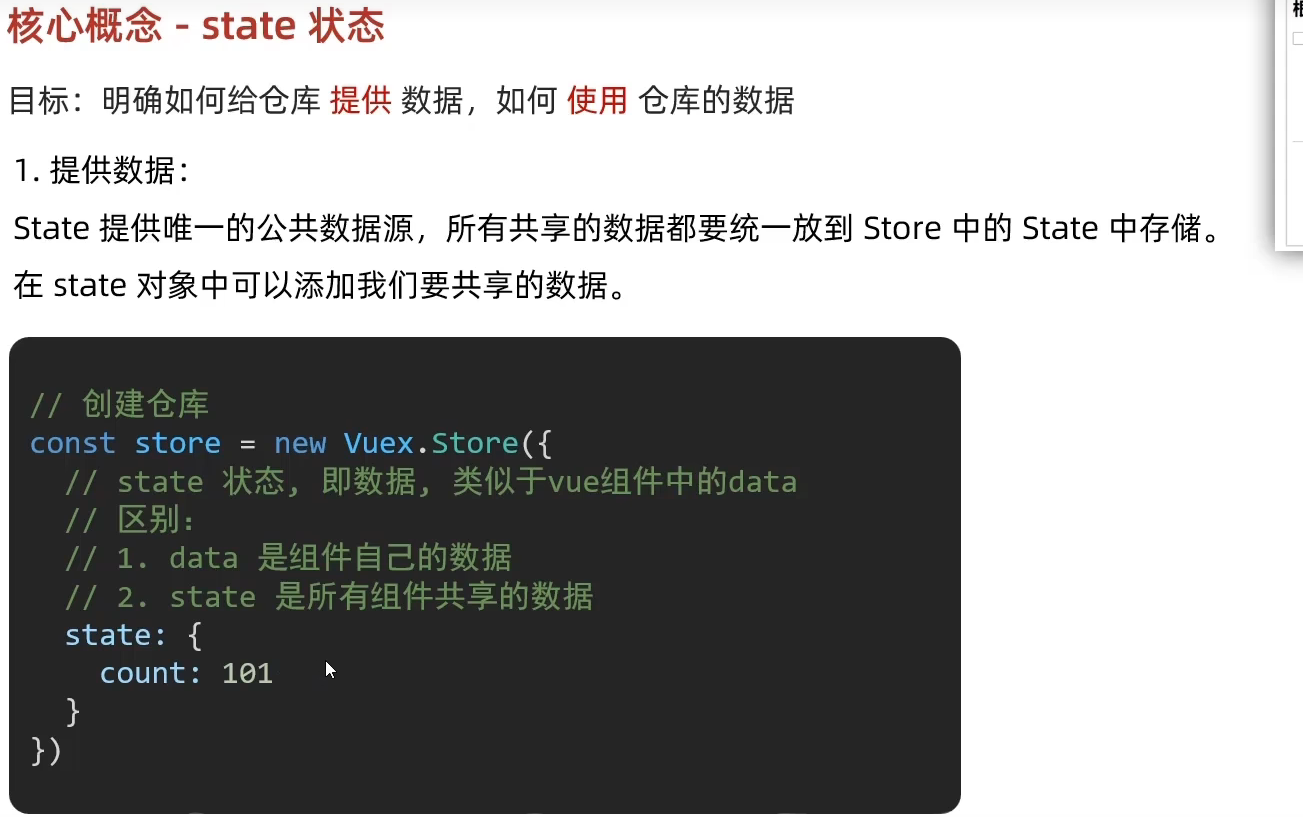 核心概念 - state 状态
目标：明确如何给仓库 提供 数据，如何 使用 仓库的数据
1. 提供数据：
State 提供唯一的公共数据源，所有共享的数据都要统一放到 Store 中的 State 中存储。
在 state 对象中可以添加我们要共享的数据。
// 创建仓库
const store = new Vuex.Store({
  // state 状态, 即数据, 类似于vue组件中的data
  // 区别：
  // 1. data 是组件自己的数据
  // 2. state 是所有组件共享的数据
  state: {
    count: 101
  }
})